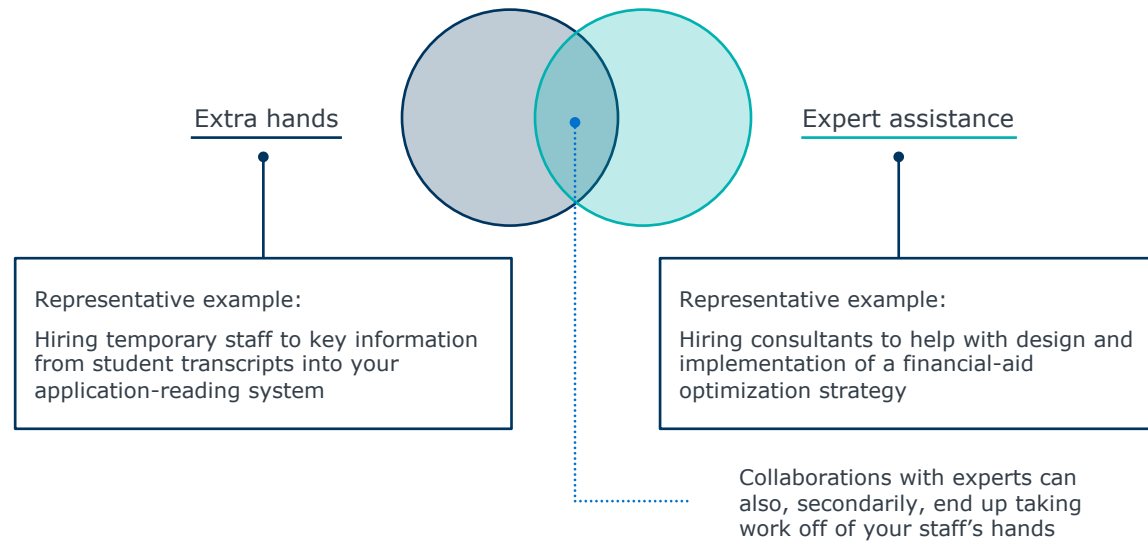 Extra hands
Expert assistance
Representative example:
Hiring temporary staff to key information
from student transcripts into your
application-reading system
Representative example:
Hiring consultants to help with design and
implementation of a financial-aid
optimization strategy
Collaborations with experts can
also, secondarily, end up taking
work off of your staff’s hands